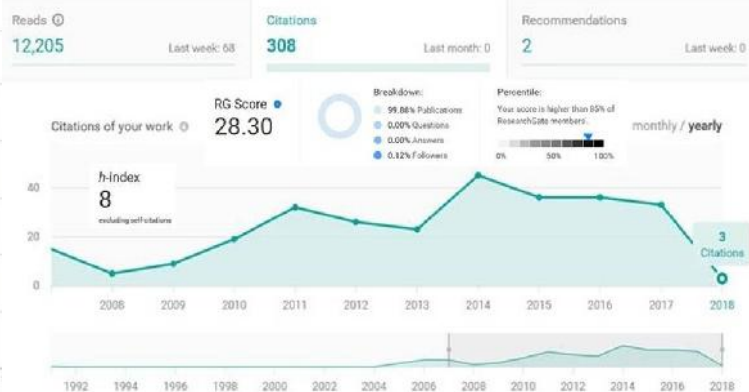 Reads
12,205 Last week: 68
Citations
308 Last month: 0
Recommendations
2 Last week: 0
Citations of your work
RG Score
28.30
Breakdown:
99.88% Publications
0.00% Questions
0.00% Answers
0.12% Followers
Percentile:
Your score is higher than 85% of
ResearchGate members.
0% 50% 100%
monthly / yearly
h-index
8
excluding self-citations
40
20
0
3
Citations
2008 2009 2010 2011 2012 2013 2014 2015 2016 2017 2018
1992 1994 1996 1998 2000 2002 2004 2006 2008 2010 2012 2014 2016 2018